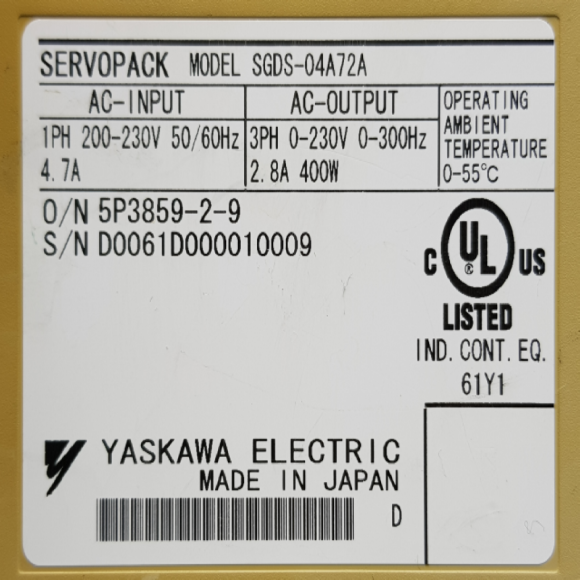 SERVOPACK MODEL SGDS-04A72A
AC-INPUT
1PH 200-230V 50/60Hz
4.7A
AC-OUTPUT
3PH 0-230V 0-300Hz
2.8A 400W
OPERATING
AMBIENT
TEMPERATURE
0-55℃
O/N 5P3859-2-9
S/N D0061D000010009
C UL US
LISTED
IND. CONT. EQ.
61Y1
YASKAWA ELECTRIC
MADE IN JAPAN
D